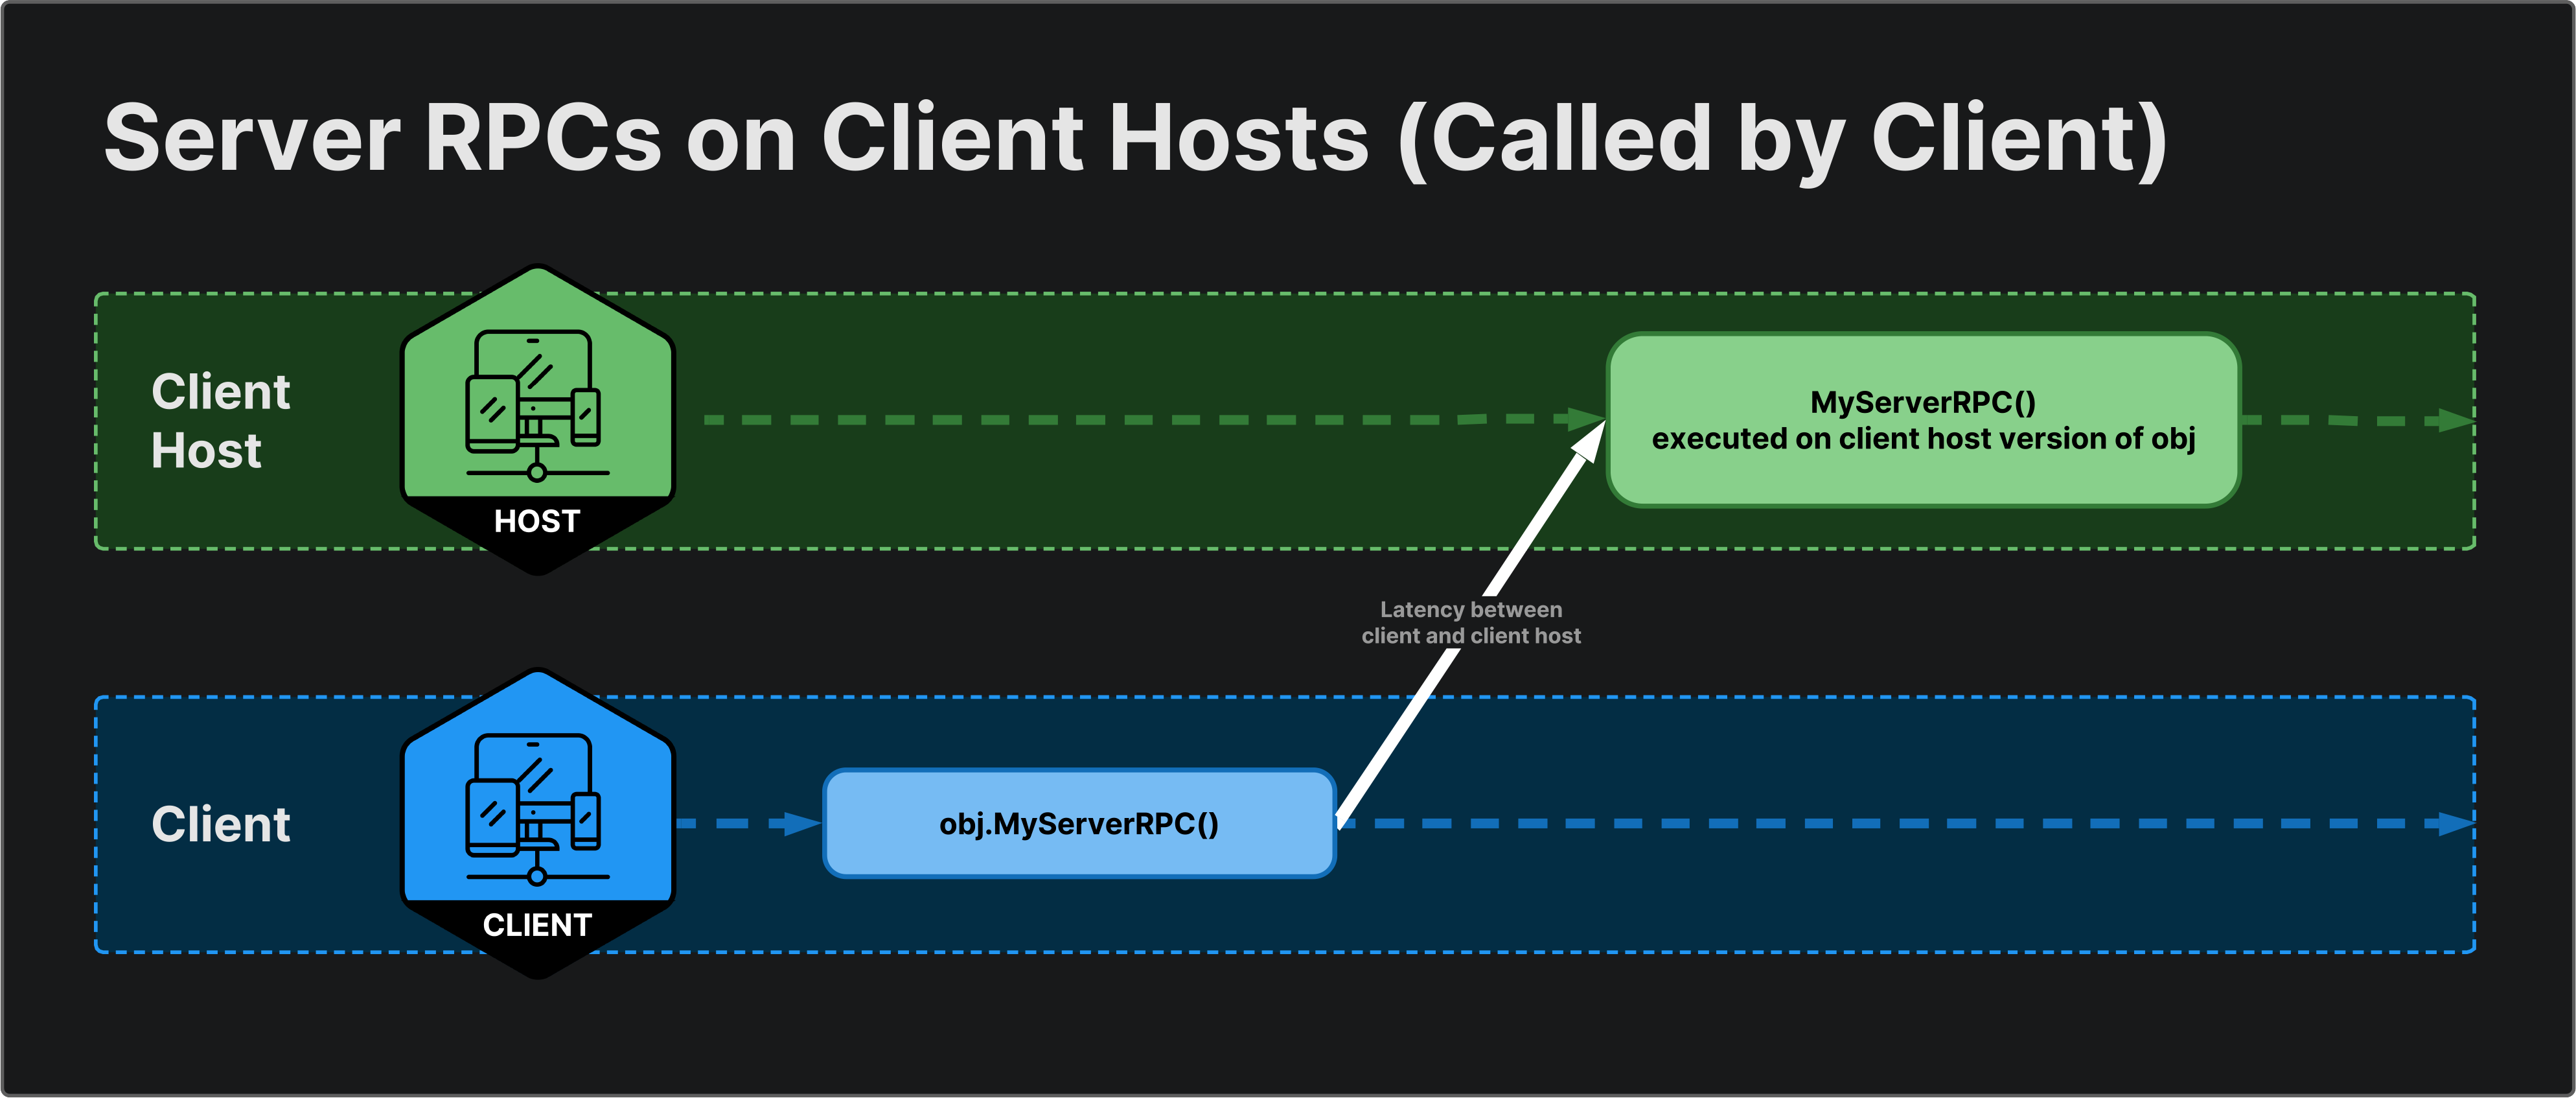 Server RPCs on Client Hosts (Called by Client)
Client
Host
HOST
MyServerRPC()
executed on client host version of obj
Latency between
client and client host
Client
CLIENT
obj.MyServerRPC()